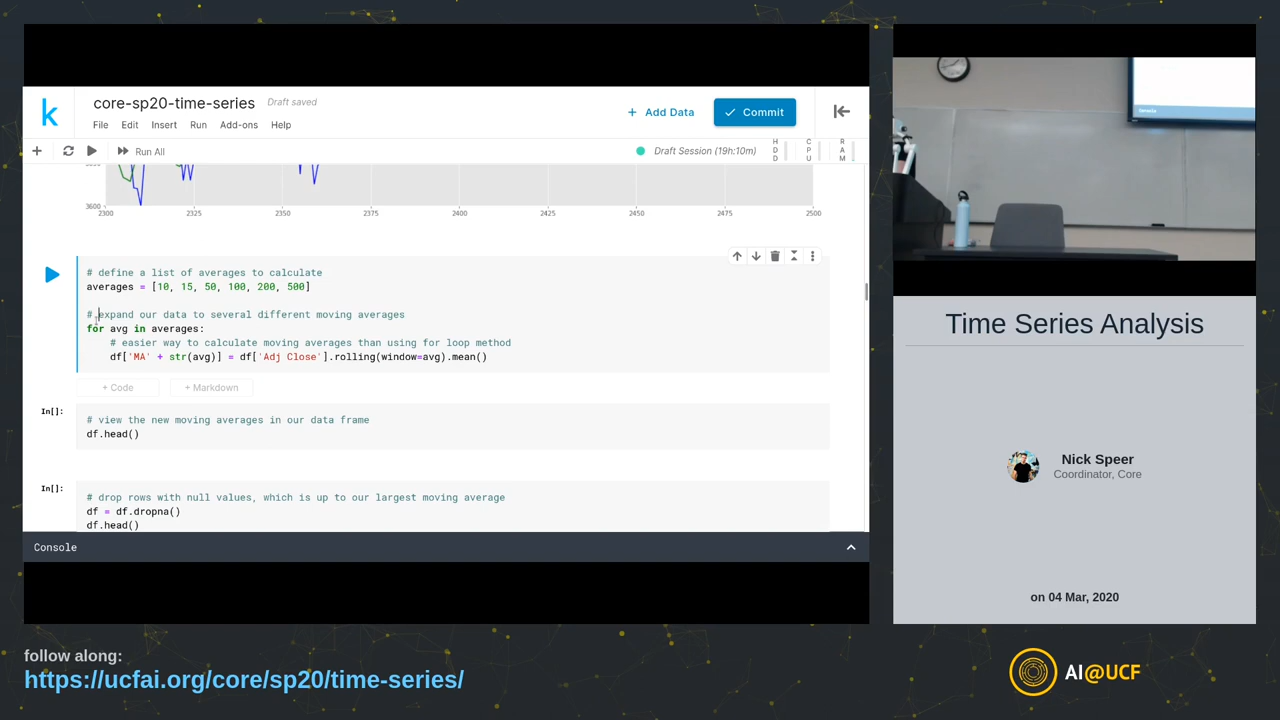 core-sp20-time-series Draft saved
File Edit Insert Run Add-ons Help
+ Add Data
Commit
Run All
Draft Session (19h:10m)
HDD
CPU
RAM
3600
2300 2325 2350 2375 2400 2425 2450 2475 2500
# define a list of averages to calculate
averages = [10, 15, 50, 100, 200, 500]
# expand our data to several different moving averages
for avg in averages:
# easier way to calculate moving averages than using for loop method
df['MA' + str(avg)] = df['Adj Close'].rolling(window=avg).mean()
+ Code + Markdown
In[]:
# view the new moving averages in our data frame
df.head()
In[]:
# drop rows with null values, which is up to our largest moving average
df = df.dropna()
df.head()
Console
Time Series Analysis
Nick Speer
Coordinator, Core
on 04 Mar, 2020
follow along:
https://ucfai.org/core/sp20/time-series/
AI@UCF